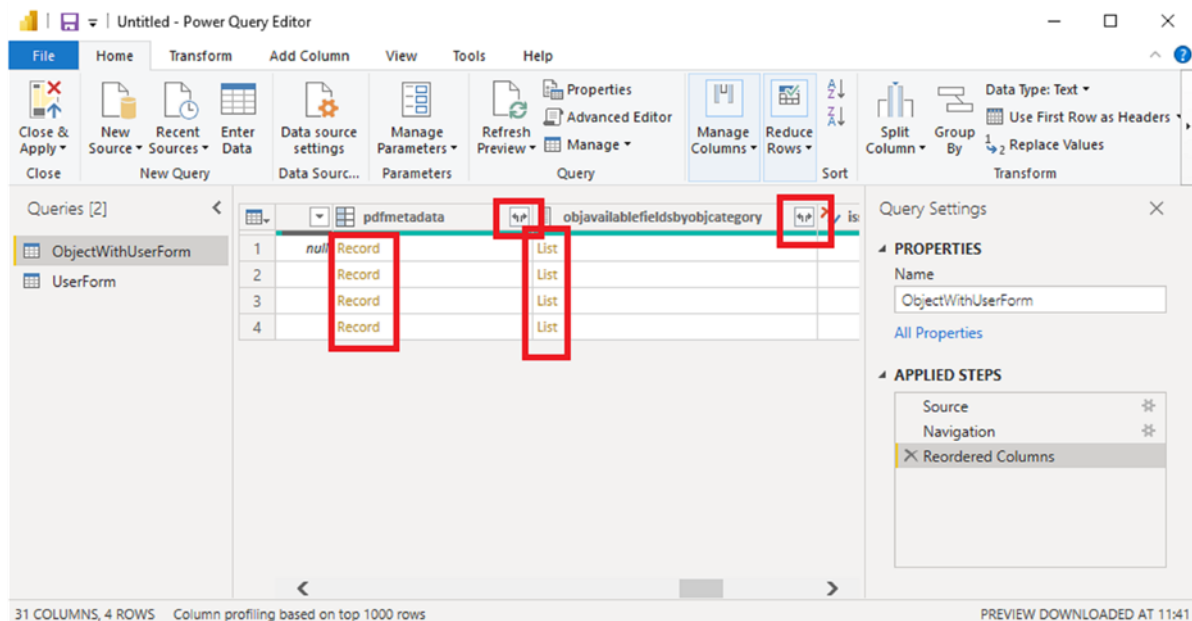 Untitled - Power Query Editor
File Home Transform Add Column View Tools Help
Close & Apply
New Source
Recent Sources
Enter Data
Data source settings
Manage Parameters
Refresh Preview
Properties
Advanced Editor
Manage
Manage Columns
Reduce Rows
Split Column
Group By
Data Type: Text
Use First Row as Headers
Replace Values
Close New Query Data Sourc... Parameters Query Sort Transform
Queries [2]
ObjectWithUserForm
UserForm
pdfmetadata objavailablefieldsbyobjcategory
1 null Record List
2 Record List
3 Record List
4 Record List
Query Settings
PROPERTIES
Name
ObjectWithUserForm
All Properties
APPLIED STEPS
Source
Navigation
Reordered Columns
31 COLUMNS, 4 ROWS Column profiling based on top 1000 rows PREVIEW DOWNLOADED AT 11:41